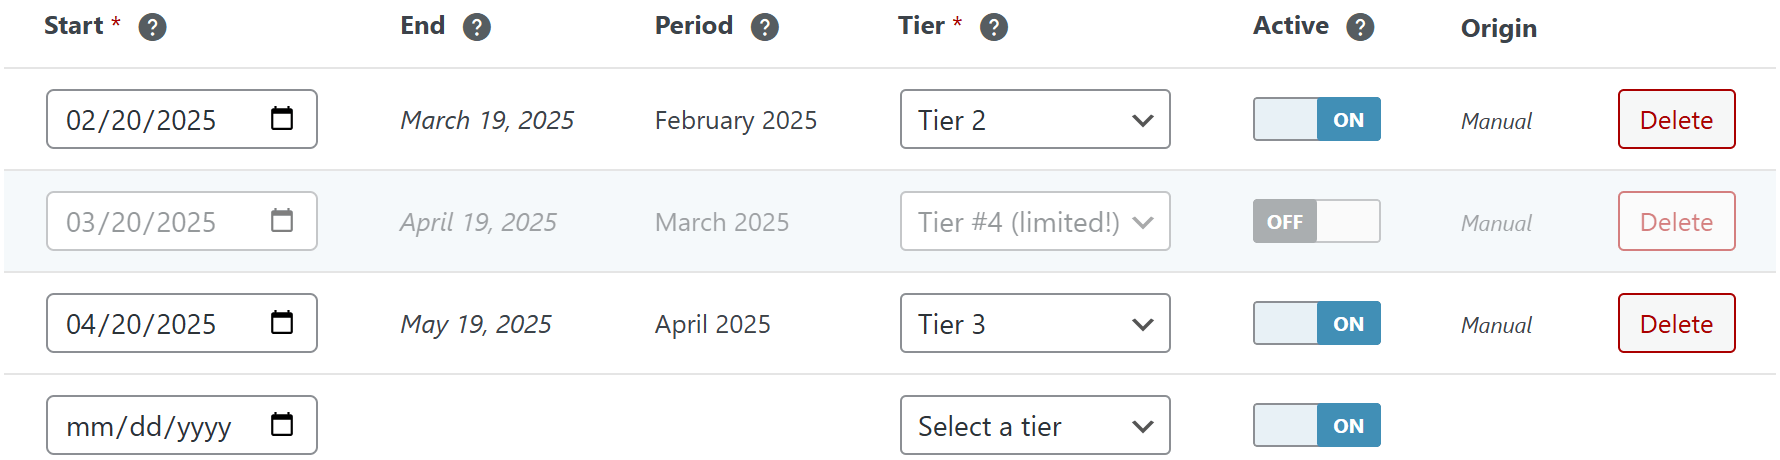 Start * ? End ? Period ? Tier * ? Active ? Origin
02/20/2025 March 19, 2025 February 2025 Tier 2 ON Manual Delete
03/20/2025 April 19, 2025 March 2025 Tier #4 (limited!) OFF Manual Delete
04/20/2025 May 19, 2025 April 2025 Tier 3 ON Manual Delete
mm/dd/yyyy Select a tier ON